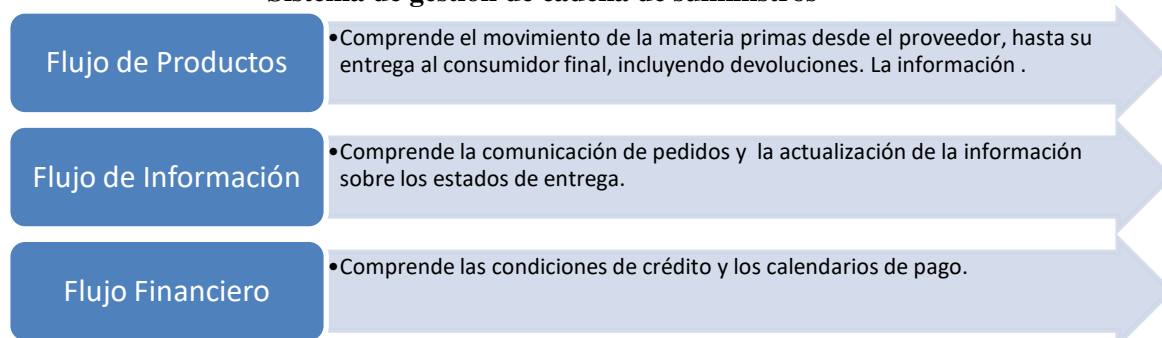 Sistema de gestión de cadena de suministros
Flujo de Productos
•Comprende el movimiento de la materia primas desde el proveedor, hasta su
entrega al consumidor final, incluyendo devoluciones. La información .
Flujo de Información
•Comprende la comunicación de pedidos y la actualización de la información
sobre los estados de entrega.
Flujo Financiero
•Comprende las condiciones de crédito y los calendarios de pago.